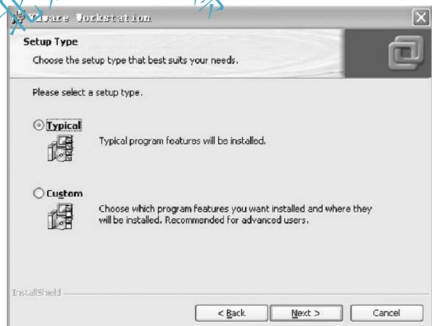 VMware Workstation
Setup Type
Choose the setup type that best suits your needs.
Please select a setup type.
Typical
Typical program features will be installed.
Custom
Choose which program features you want installed and where they
will be installed. Recommended for advanced users.
InstallShield
< Back
Next >
Cancel